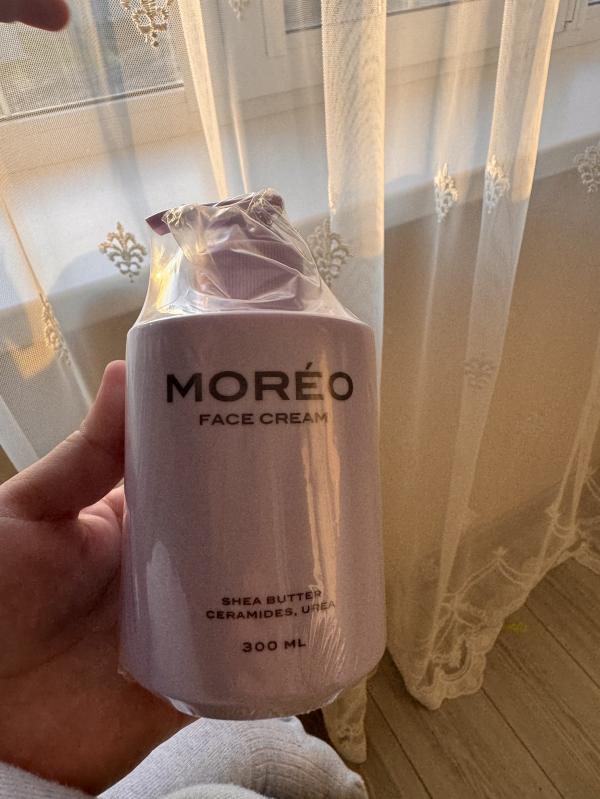 MORÉO
FACE CREAM
SHEA BUTTER
CERAMIDES, UREA
300 ML